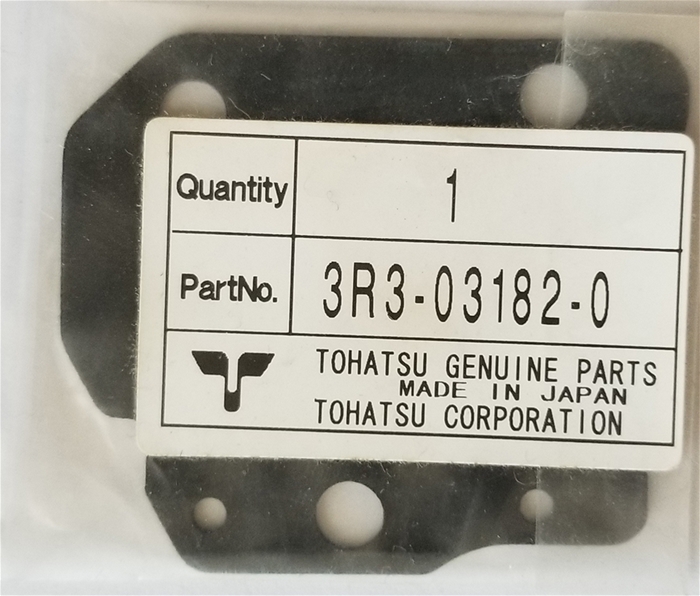 Quantity 1
PartNo. 3R3-03182-0
TOHATSU GENUINE PARTS
MADE IN JAPAN
TOHATSU CORPORATION